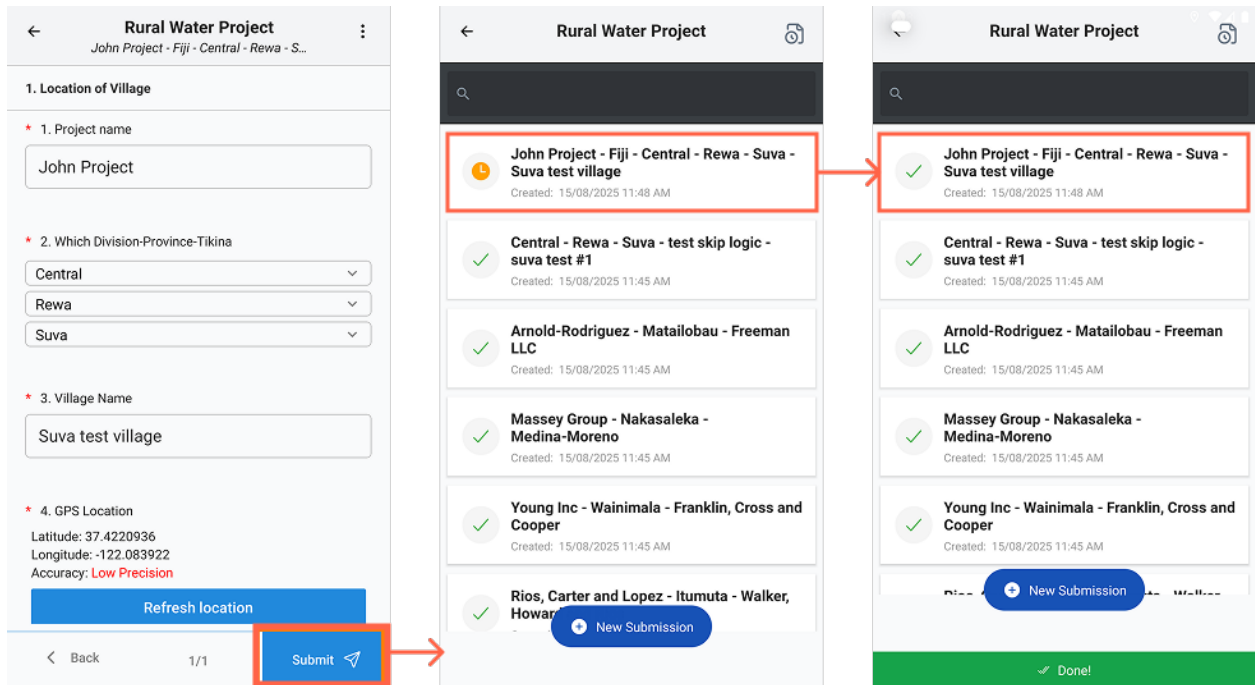 Rural Water Project
John Project - Fiji - Central - Rewa - S...
1. Location of Village
* 1. Project name
John Project
* 2. Which Division-Province-Tikina
Central
Rewa
Suva
* 3. Village Name
Suva test village
* 4. GPS Location
Latitude: 37.4220936
Longitude: -122.083922
Accuracy: Low Precision
Refresh location
Back
1/1
Submit
Rural Water Project
John Project - Fiji - Central - Rewa - Suva -
Suva test village
Created: 15/08/2025 11:48 AM
Central - Rewa - Suva - test skip logic -
suva test #1
Created: 15/08/2025 11:45 AM
Arnold-Rodriguez - Matailobau - Freeman
LLC
Created: 15/08/2025 11:45 AM
Massey Group - Nakasaleka -
Medina-Moreno
Created: 15/08/2025 11:45 AM
Young Inc - Wainimala - Franklin, Cross and
Cooper
Created: 15/08/2025 11:45 AM
Rios, Carter and Lopez - Itumuta - Walker,
New Submission
Rural Water Project
John Project - Fiji - Central - Rewa - Suva -
Suva test village
Created: 15/08/2025 11:48 AM
Central - Rewa - Suva - test skip logic -
suva test #1
Created: 15/08/2025 11:45 AM
Arnold-Rodriguez - Matailobau - Freeman
LLC
Created: 15/08/2025 11:45 AM
Massey Group - Nakasaleka -
Medina-Moreno
Created: 15/08/2025 11:45 AM
Young Inc - Wainimala - Franklin, Cross and
Cooper
Created: 15/08/2025 11:45 AM
New Submission
Done!